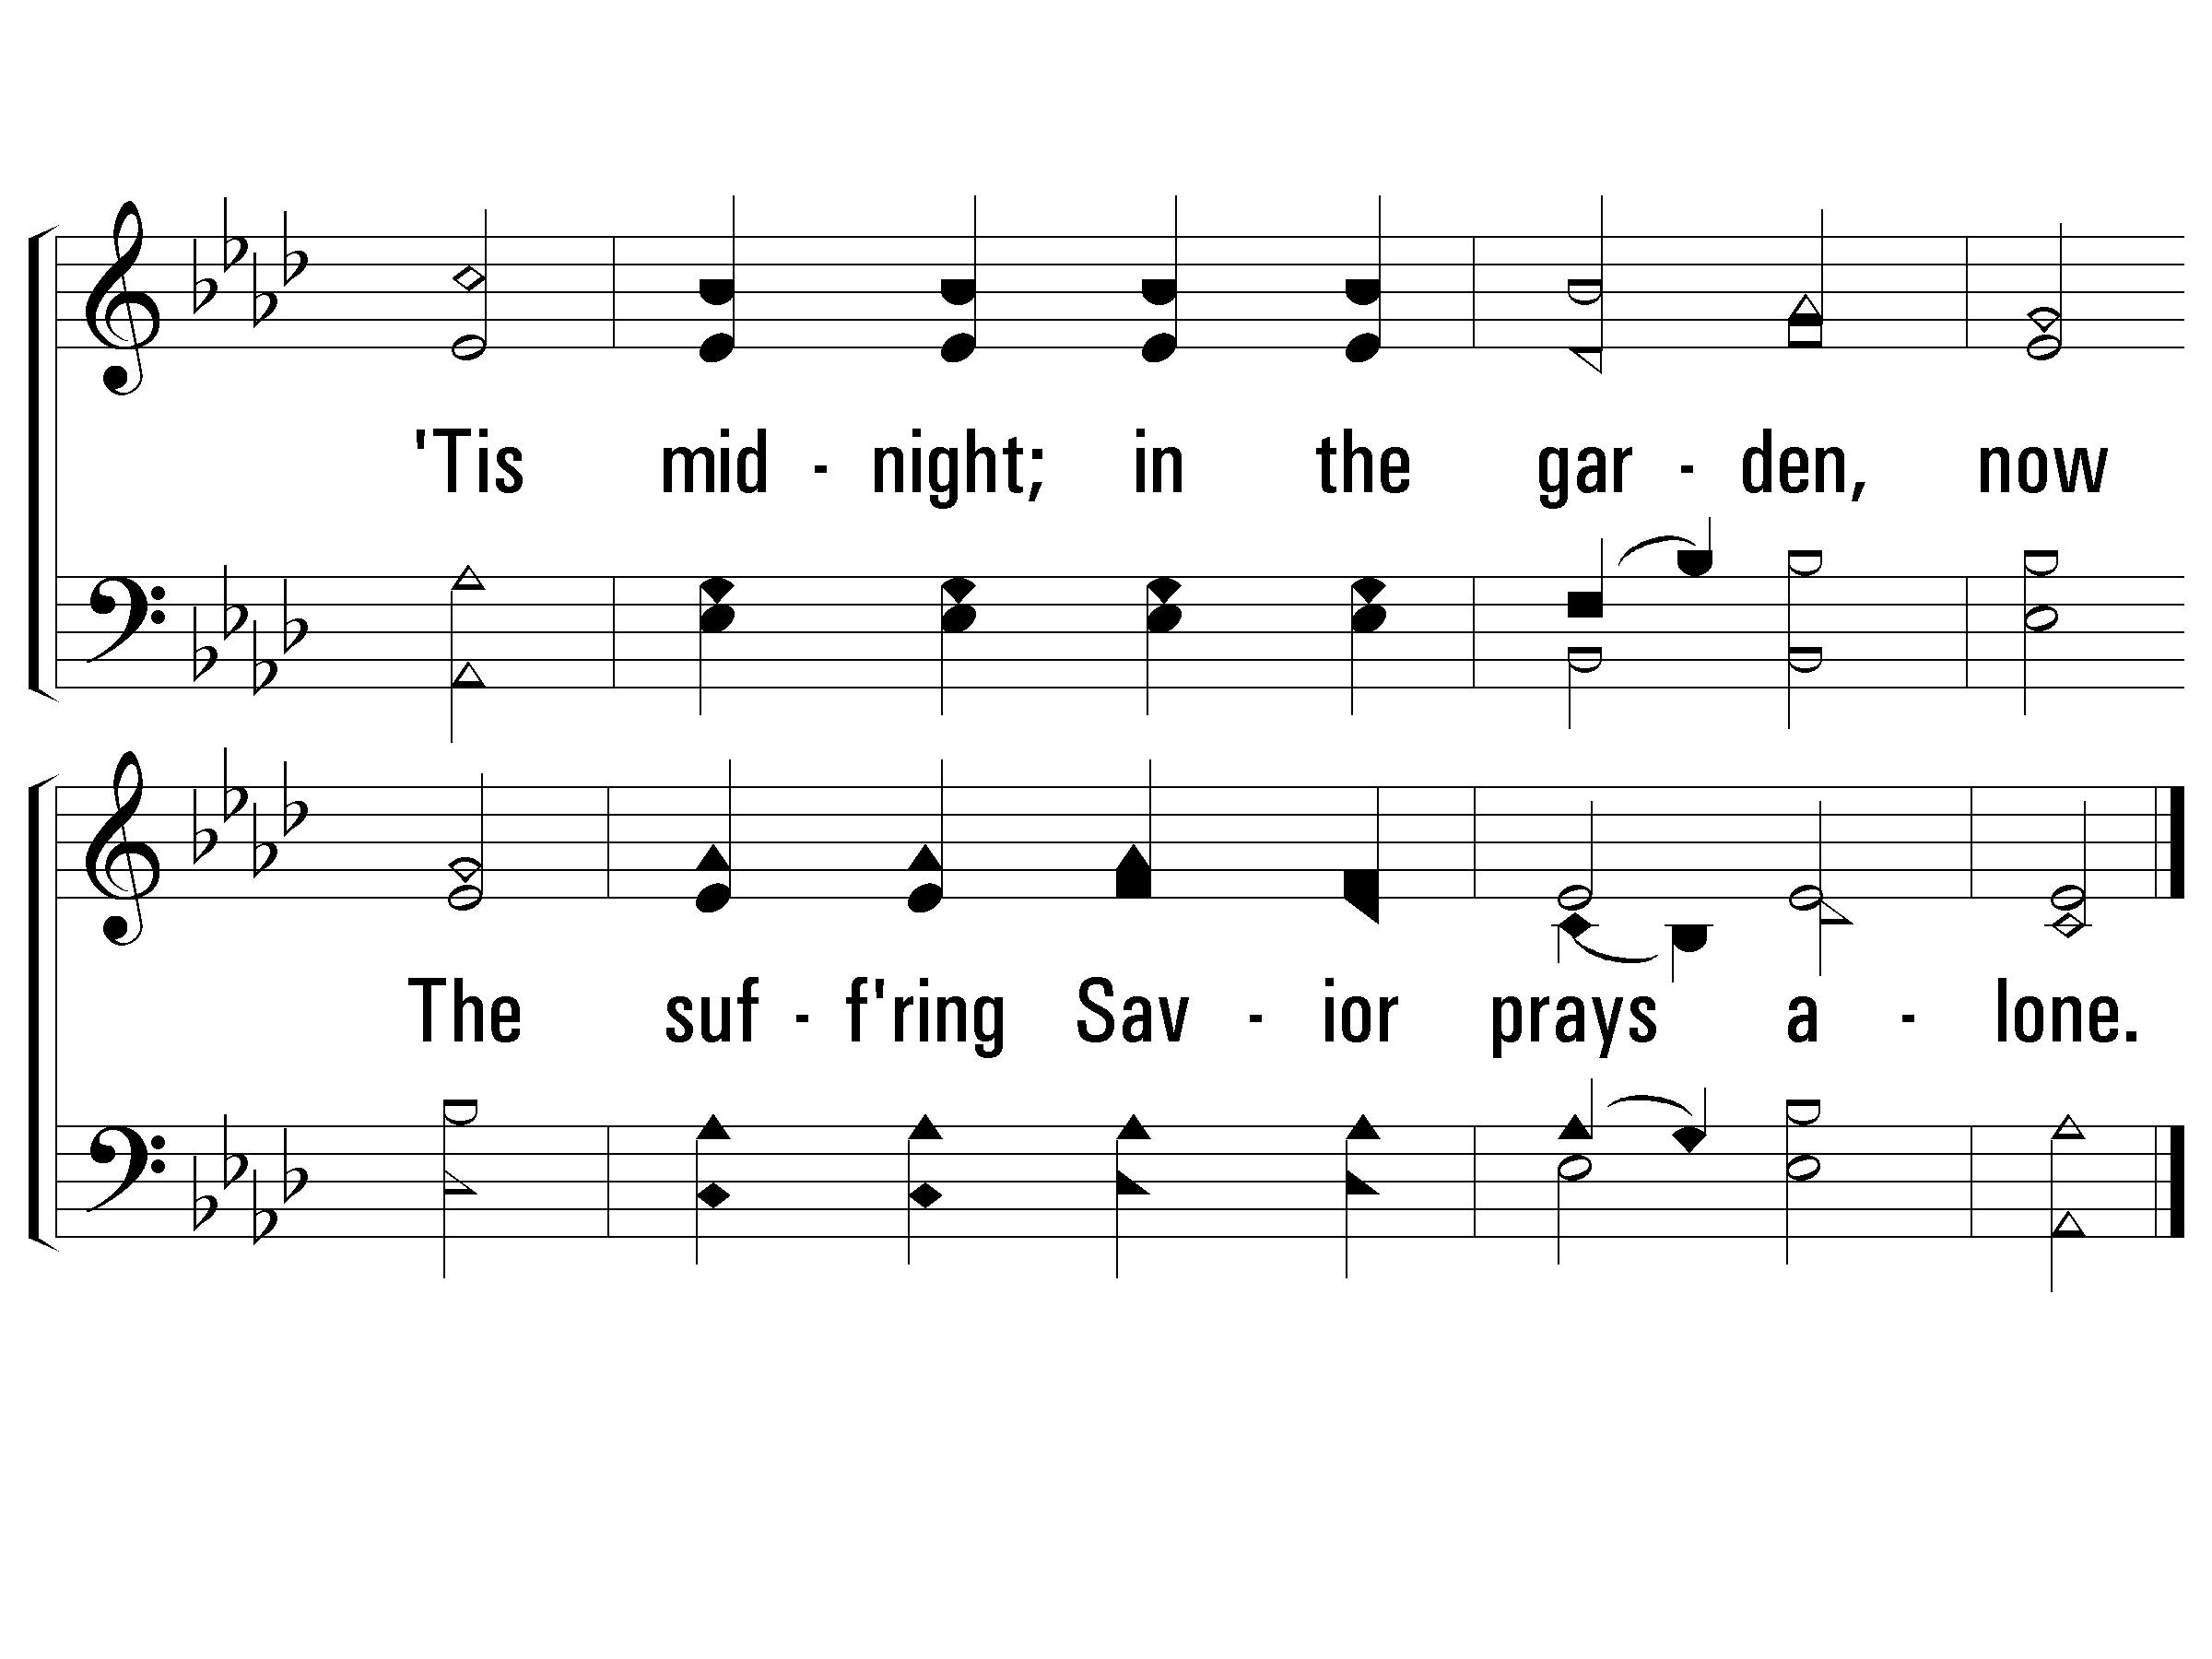 'Tis mid - night; in the gar - den, now
The suf - f'ring Sav - ior prays a - lone.